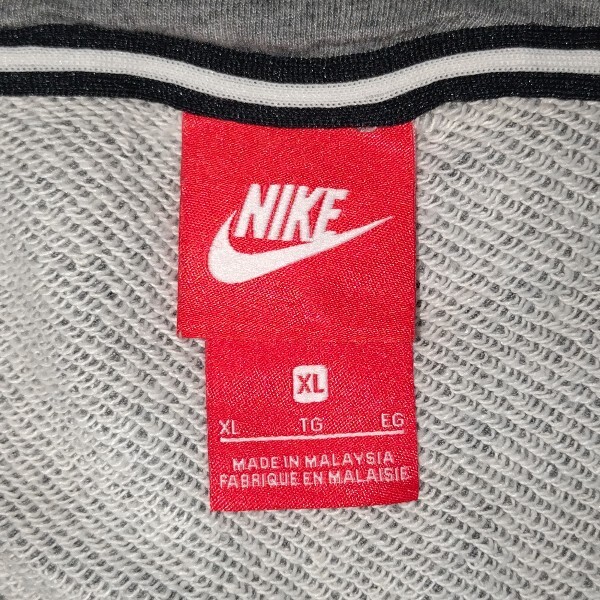 NIKE
XL
XL TG EG
MADE IN MALAYSIA
FABRIQUE EN MALAISIE